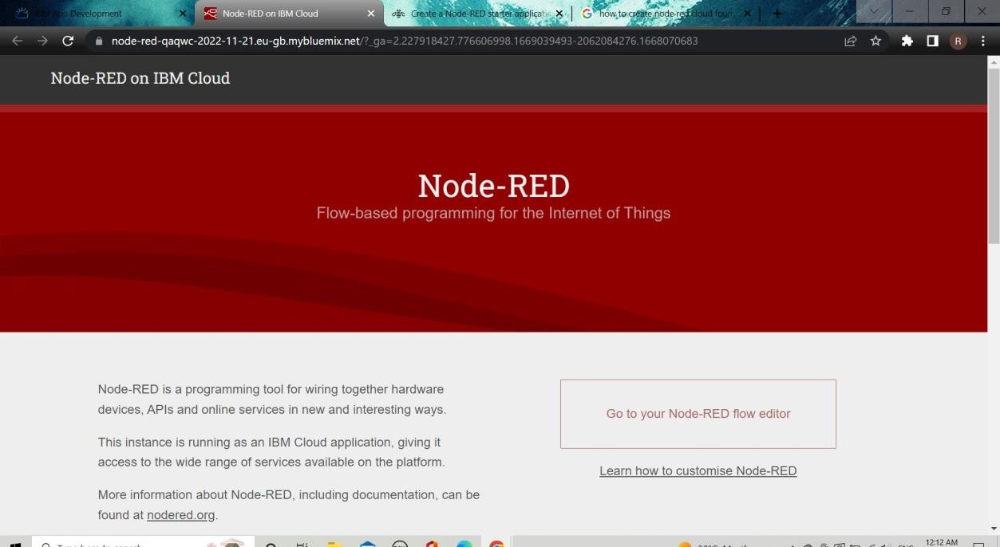 App Development
Node-RED on IBM Cloud
Create a Node-RED starter applicati
how to create node-red cloud foun
node-red-qaqwc-2022-11-21.eu-gb.mybluemix.net/?_ga=2.227918427.776606998.1669039493-2062084276.1668070683
R
Node-RED on IBM Cloud
Node-RED
Flow-based programming for the Internet of Things
Node-RED is a programming tool for wiring together hardware
devices, APIs and online services in new and interesting ways.
Go to your Node-RED flow editor
This instance is running as an IBM Cloud application, giving it
access to the wide range of services available on the platform.
Learn how to customise Node-RED
More information about Node-RED, including documentation, can be
found at nodered.org.
12:12 AM